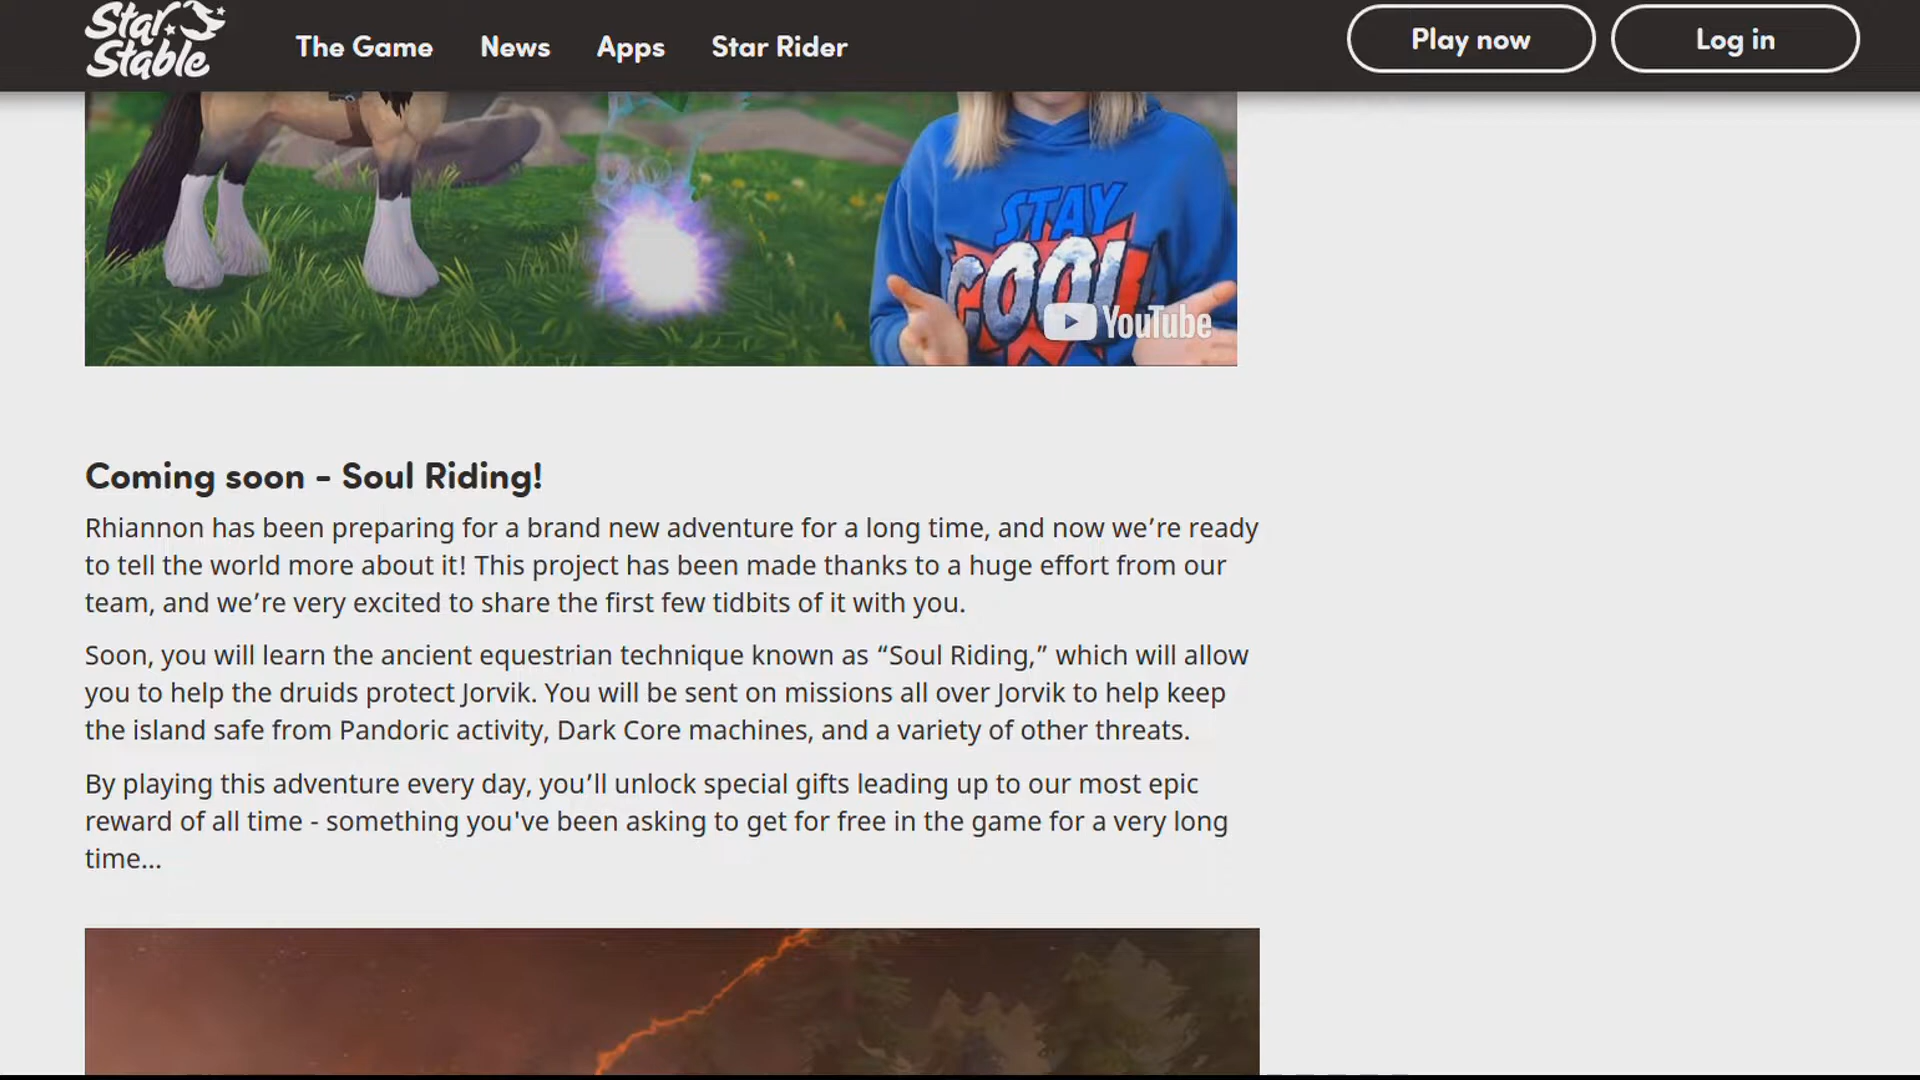 Star
Stable
The Game
News
Apps
Star Rider
Play now
Log in
STAY
COOL
YouTube
Coming soon - Soul Riding!
Rhiannon has been preparing for a brand new adventure for a long time, and now we’re ready
to tell the world more about it! This project has been made thanks to a huge effort from our
team, and we’re very excited to share the first few tidbits of it with you.
Soon, you will learn the ancient equestrian technique known as “Soul Riding,” which will allow
you to help the druids protect Jorvik. You will be sent on missions all over Jorvik to help keep
the island safe from Pandoric activity, Dark Core machines, and a variety of other threats.
By playing this adventure every day, you’ll unlock special gifts leading up to our most epic
reward of all time - something you've been asking to get for free in the game for a very long
time...